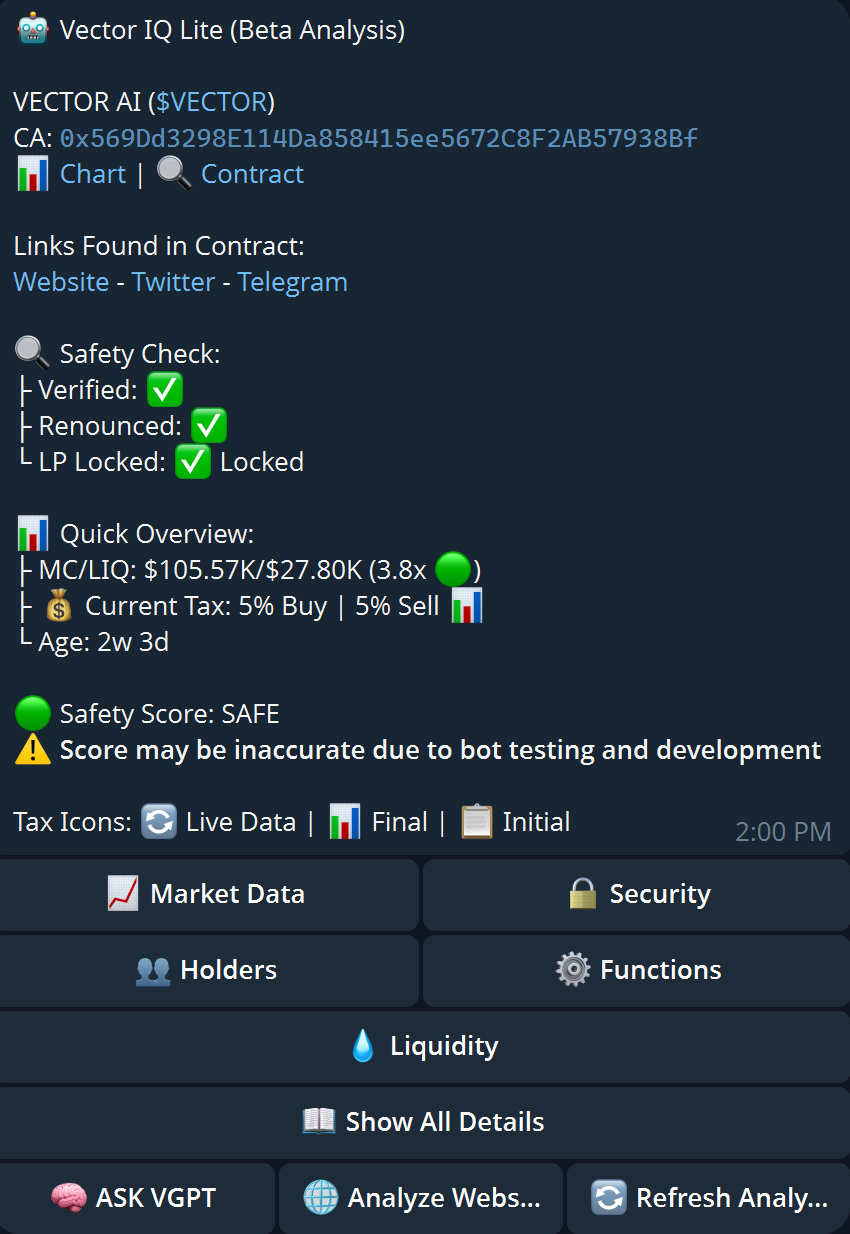 🤖 Vector IQ Lite (Beta Analysis)
VECTOR AI ($VECTOR)
CA: 0x569Dd3298E114Da858415ee5672C8F2AB57938Bf
📊 Chart | 🔍 Contract
Links Found in Contract:
Website - Twitter - Telegram
🔍 Safety Check:
├ Verified: ✅
├ Renounced: ✅
└ LP Locked: ✅ Locked
📊 Quick Overview:
├ MC/LIQ: $105.57K/$27.80K (3.8x 🟢)
├ 💰 Current Tax: 5% Buy | 5% Sell 📊
└ Age: 2w 3d
🟢 Safety Score: SAFE
⚠️ Score may be inaccurate due to bot testing and development
Tax Icons: 🔄 Live Data | 📊 Final | 📋 Initial
2:00 PM
📈 Market Data
🔒 Security
👥 Holders
⚙️ Functions
💧 Liquidity
📖 Show All Details
🧠 ASK VGPT
🌐 Analyze Webs...
🔄 Refresh Analy...